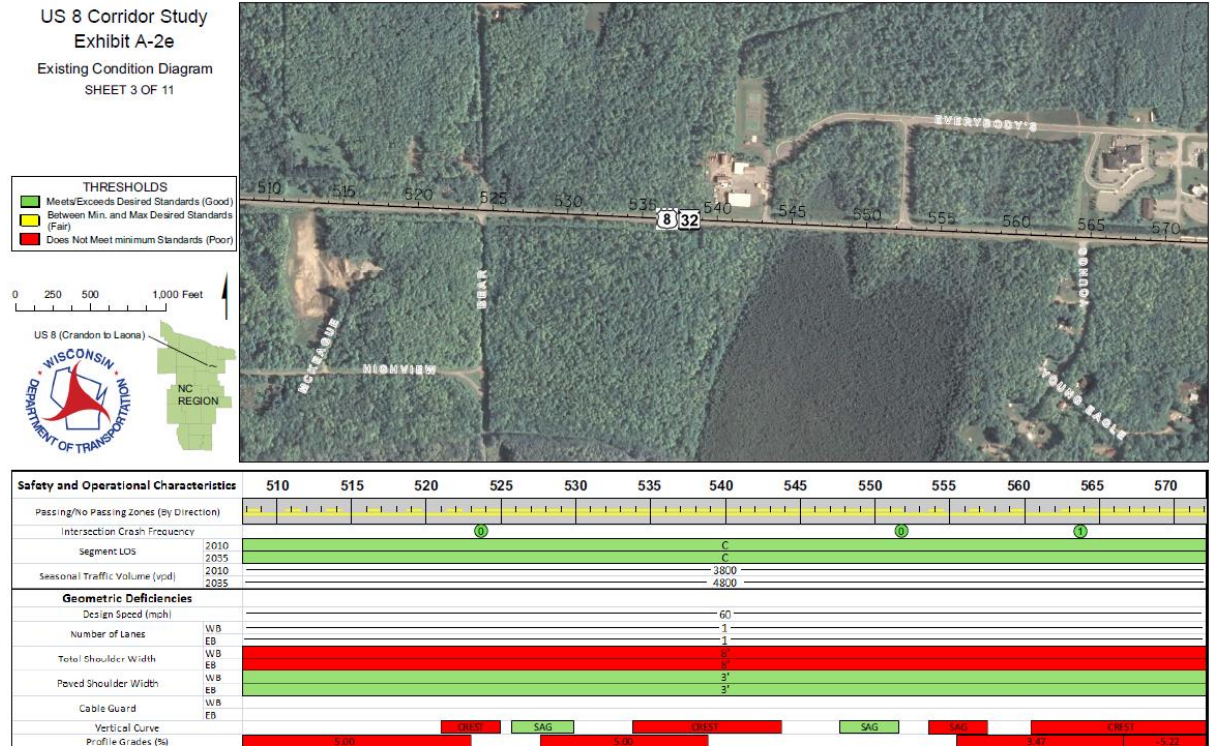 US 8 Corridor Study
Exhibit A-2e
Existing Condition Diagram
SHEET 3 OF 11
THRESHOLDS
Meets/Exceeds Desired Standards (Good)
Between Min. and Max Desired Standards
(Fair)
Does Not Meet minimum Standards (Poor)
0 250 500 1,000 Feet
US 8 (Crandon to Laona)
NC
REGION
WISCONSIN
DEPARTMENT OF TRANSPORTATION
EVERYBODY'S
510 515 520 525 530 535 540 545 550 555 560 565 570
8 32
BEAR
YOUNGS
MCKEAGUE
HIGHVIEW
YOUNG EAGLE
Safety and Operational Characteristics 510 515 520 525 530 535 540 545 550 555 560 565 570
Passing/No Passing Zones (By Direction)
Intersection Crash Frequency 0 0 1
Segment LOS
2010 C
2035 C
Seasonal Traffic Volume (vpd)
2010 3800
2035 4800
Geometric Deficiencies
Design Speed (mph) 60
Number of Lanes
WB 1
EB 1
Total Shoulder Width
WB 8'
EB 8'
Paved Shoulder Width
WB 3'
EB 3'
Cable Guard
WB
EB
Vertical Curve CREST SAG CREST SAG SAG CREST
Profile Grades (%) 5.00 5.00 3.47 -5.22